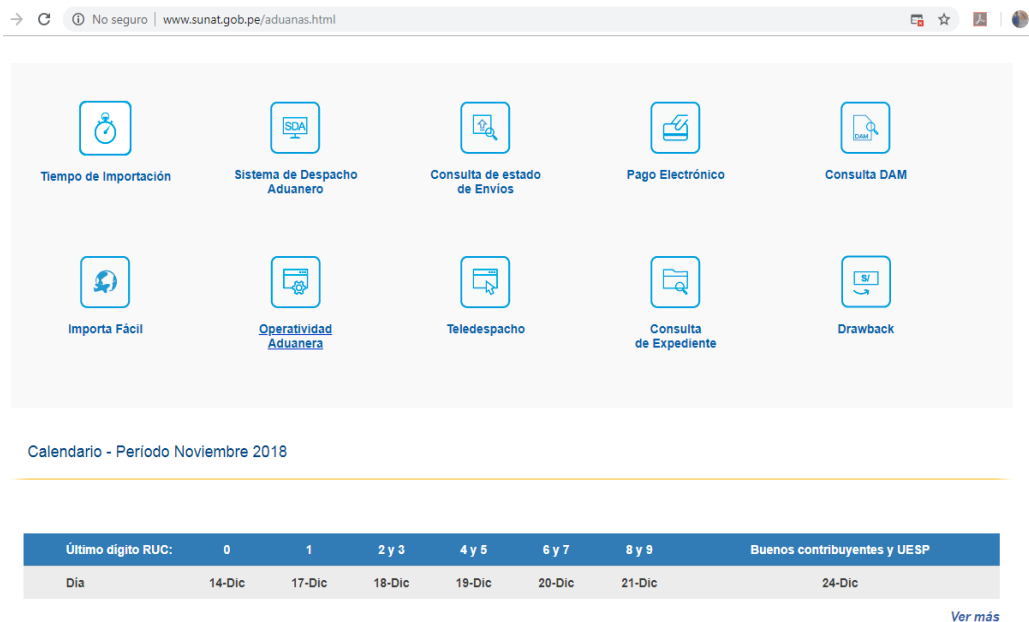 No seguro | www.sunat.gob.pe/aduanas.html
SDA
DAM
Tiempo de Importación
Sistema de Despacho
Aduanero
Consulta de estado
de Envíos
Pago Electrónico
Consulta DAM
S/
Importa Fácil
Operatividad
Aduanera
Teledespacho
Consulta
de Expediente
Drawback
Calendario - Período Noviembre 2018
Último dígito RUC: 0 1 2 y 3 4 y 5 6 y 7 8 y 9 Buenos contribuyentes y UESP
Día 14-Dic 17-Dic 18-Dic 19-Dic 20-Dic 21-Dic 24-Dic
Ver más